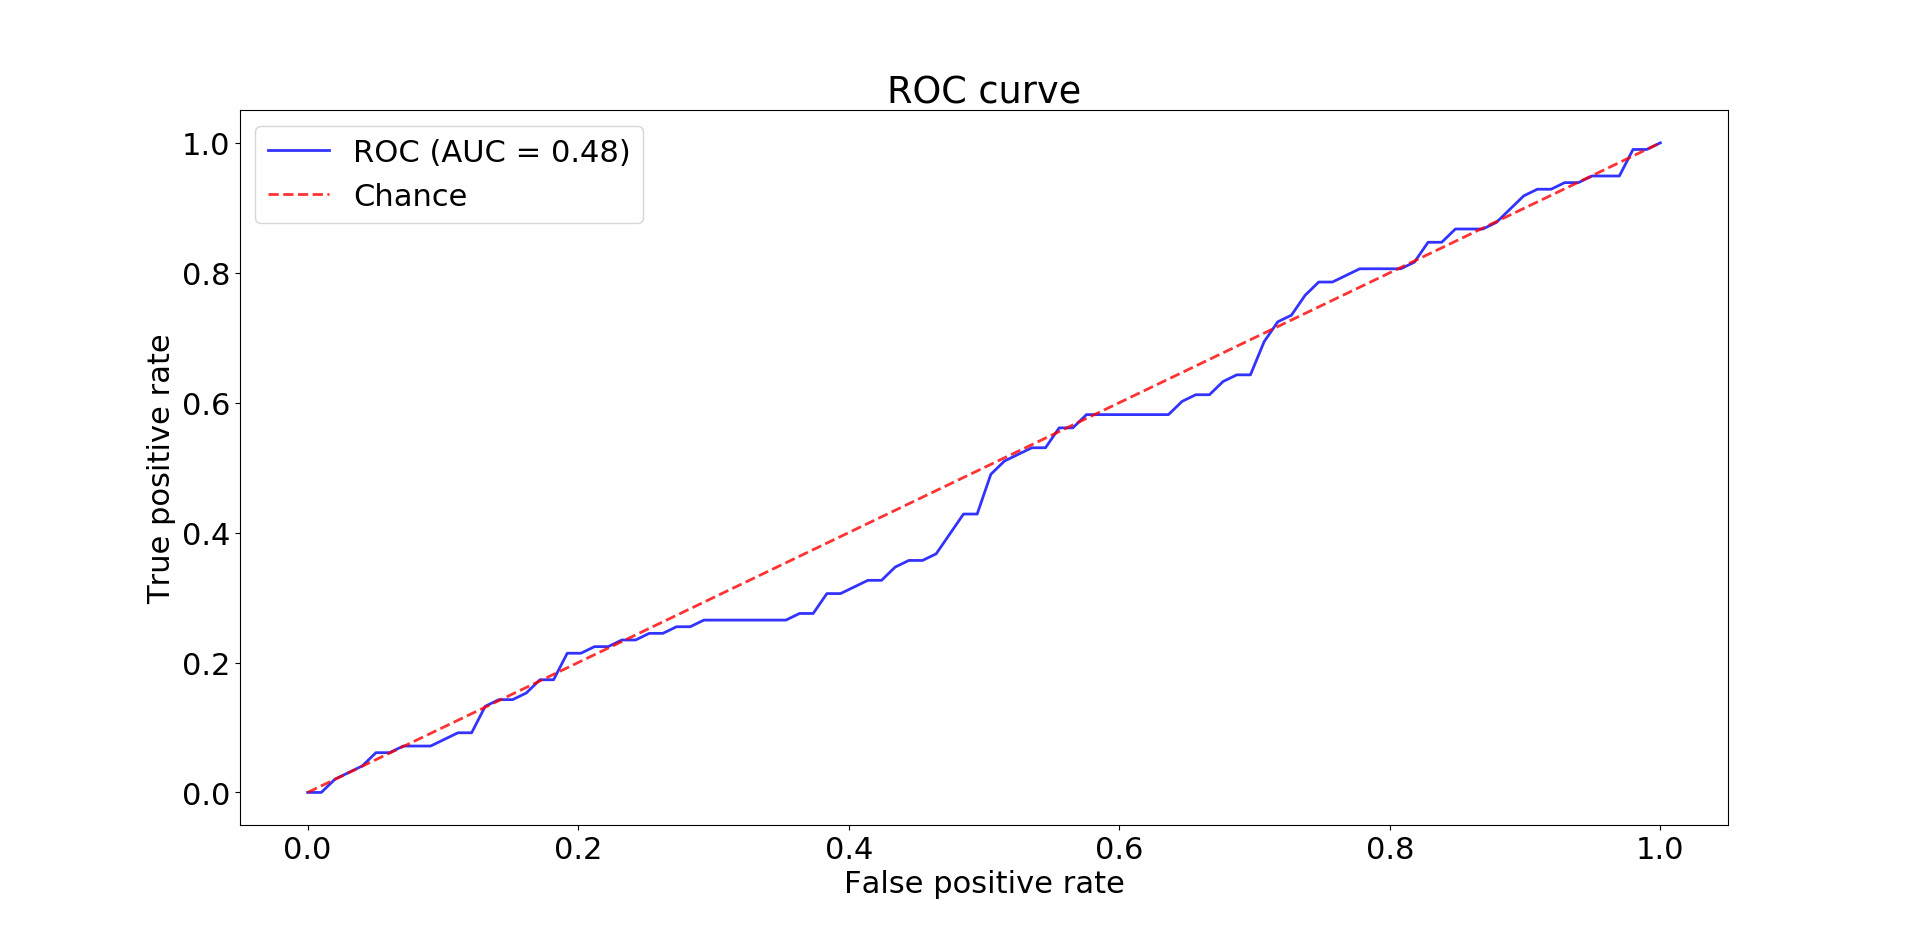 ROC curve
ROC (AUC = 0.48)
Chance
True positive rate
1.0
0.8
0.6
0.4
0.2
0.0
0.0 0.2 0.4 0.6 0.8 1.0
False positive rate